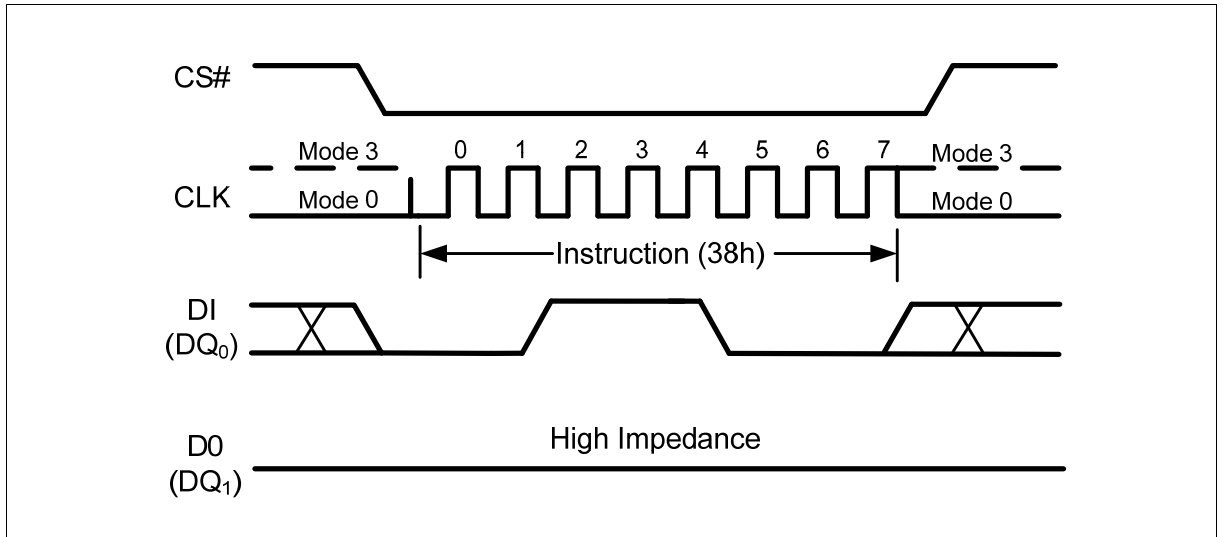 CS#
Mode 3 0 1 2 3 4 5 6 7 Mode 3
CLK
Mode 0 Mode 0
Instruction (38h)
DI
(DQ0)
High Impedance
D0
(DQ1)